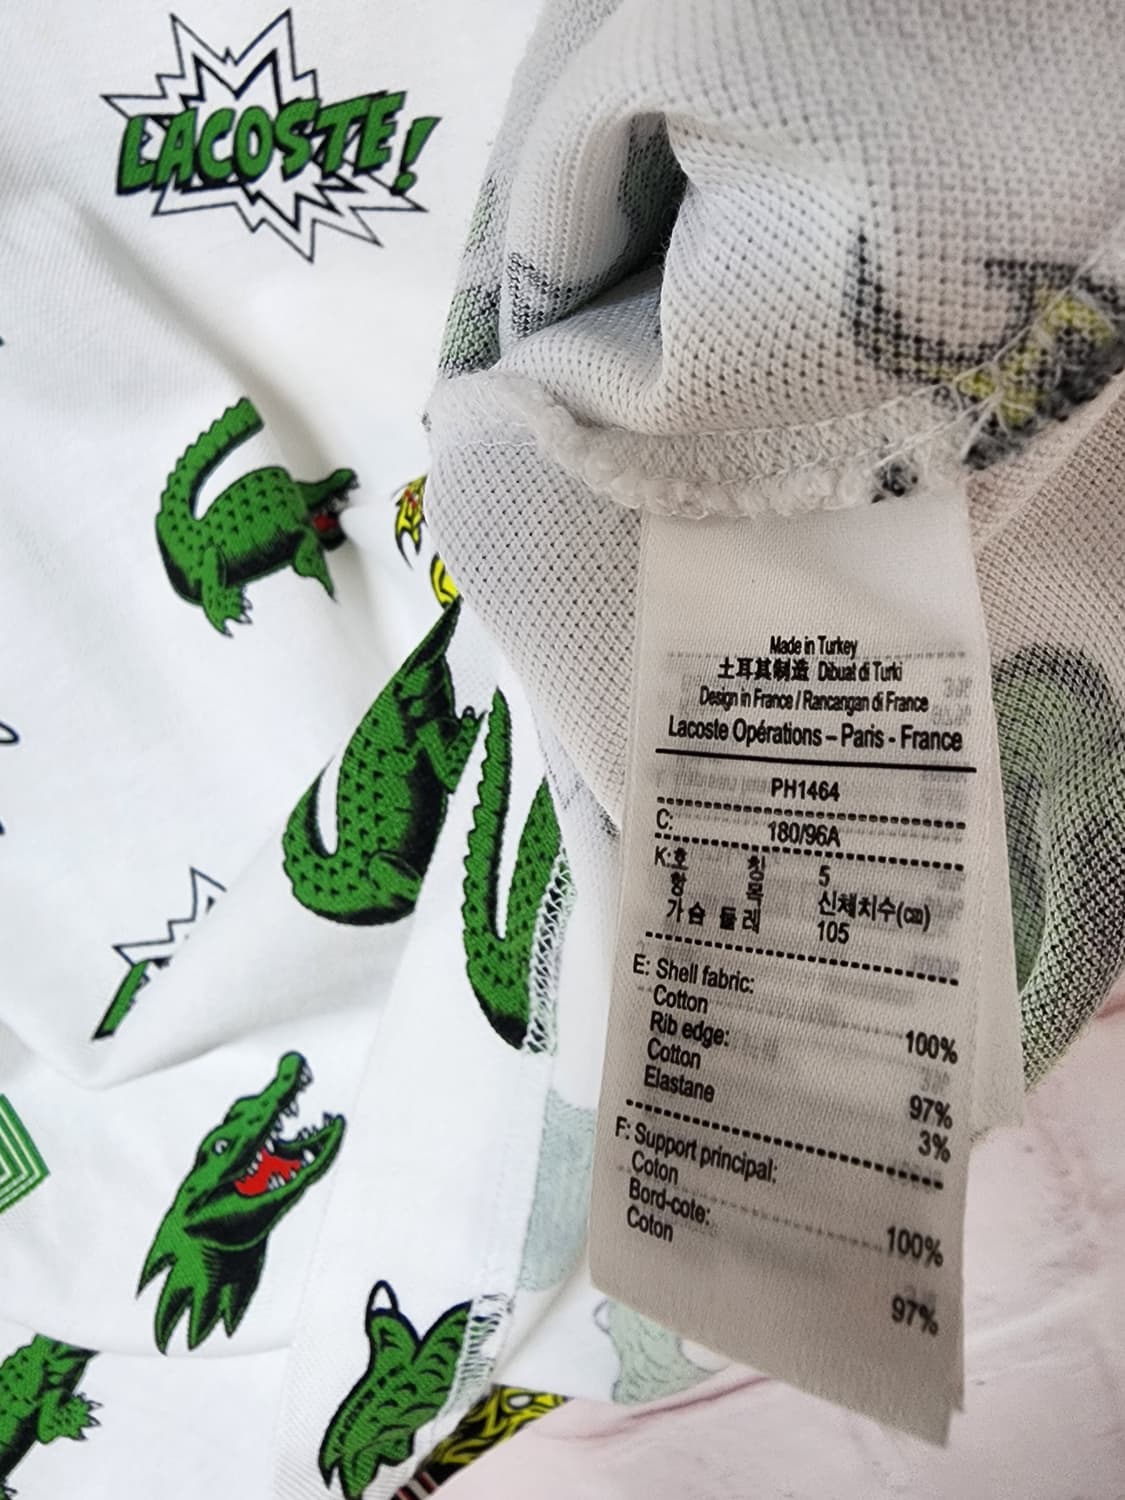 LACOSTE!
Made in Turkey
土耳其制造 Dibuat di Turki
Design in France / Rancangan di France
Lacoste Opérations – Paris - France
PH1464
C: 180/96A
K:호 칭 5
항 목 신체치수(cm)
가슴 둘레 105
E: Shell fabric:
Cotton 100%
Rib edge:
Cotton 97%
Elastane 3%
F: Support principal:
Coton 100%
Bord-cote:
Coton 97%